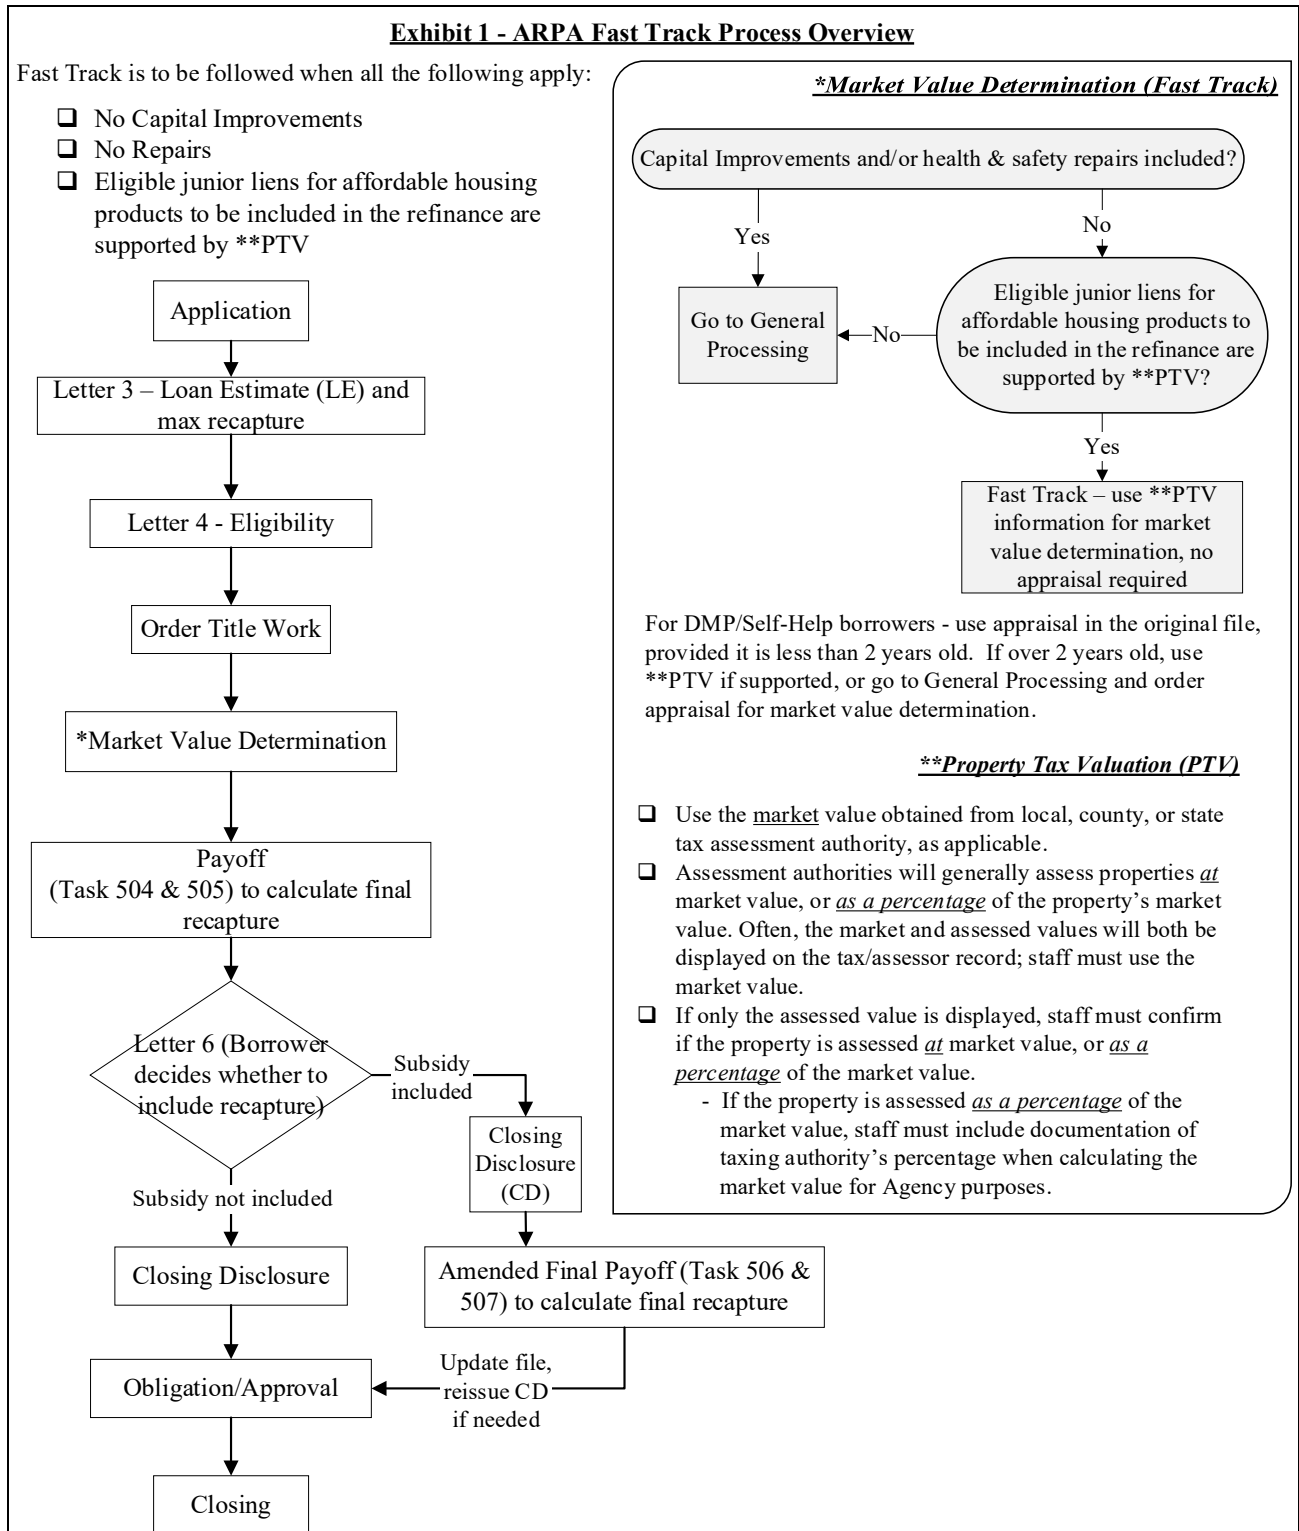 Exhibit 1 - ARPA Fast Track Process Overview
Fast Track is to be followed when all the following apply:
❑ No Capital Improvements
❑ No Repairs
❑ Eligible junior liens for affordable housing
products to be included in the refinance are
supported by **PTV
Application
Letter 3 – Loan Estimate (LE) and
max recapture
Letter 4 - Eligibility
Order Title Work
*Market Value Determination
Payoff
(Task 504 & 505) to calculate final
recapture
Letter 6 (Borrower
decides whether to
include recapture)
Subsidy
included
Closing
Disclosure
(CD)
Subsidy not included
Closing Disclosure
Amended Final Payoff (Task 506 &
507) to calculate final recapture
Update file,
reissue CD
if needed
Obligation/Approval
Closing
*Market Value Determination (Fast Track)
Capital Improvements and/or health & safety repairs included?
Yes
No
Go to General
Processing
No
Eligible junior liens for
affordable housing products to
be included in the refinance are
supported by **PTV?
Yes
Fast Track – use **PTV
information for market
value determination, no
appraisal required
For DMP/Self-Help borrowers - use appraisal in the original file,
provided it is less than 2 years old.  If over 2 years old, use
**PTV if supported, or go to General Processing and order
appraisal for market value determination.
**Property Tax Valuation (PTV)
❑ Use the market value obtained from local, county, or state
tax assessment authority, as applicable.
❑ Assessment authorities will generally assess properties at
market value, or as a percentage of the property’s market
value. Often, the market and assessed values will both be
displayed on the tax/assessor record; staff must use the
market value.
❑ If only the assessed value is displayed, staff must confirm
if the property is assessed at market value, or as a
percentage of the market value.
- If the property is assessed as a percentage of the
market value, staff must include documentation of
taxing authority’s percentage when calculating the
market value for Agency purposes.